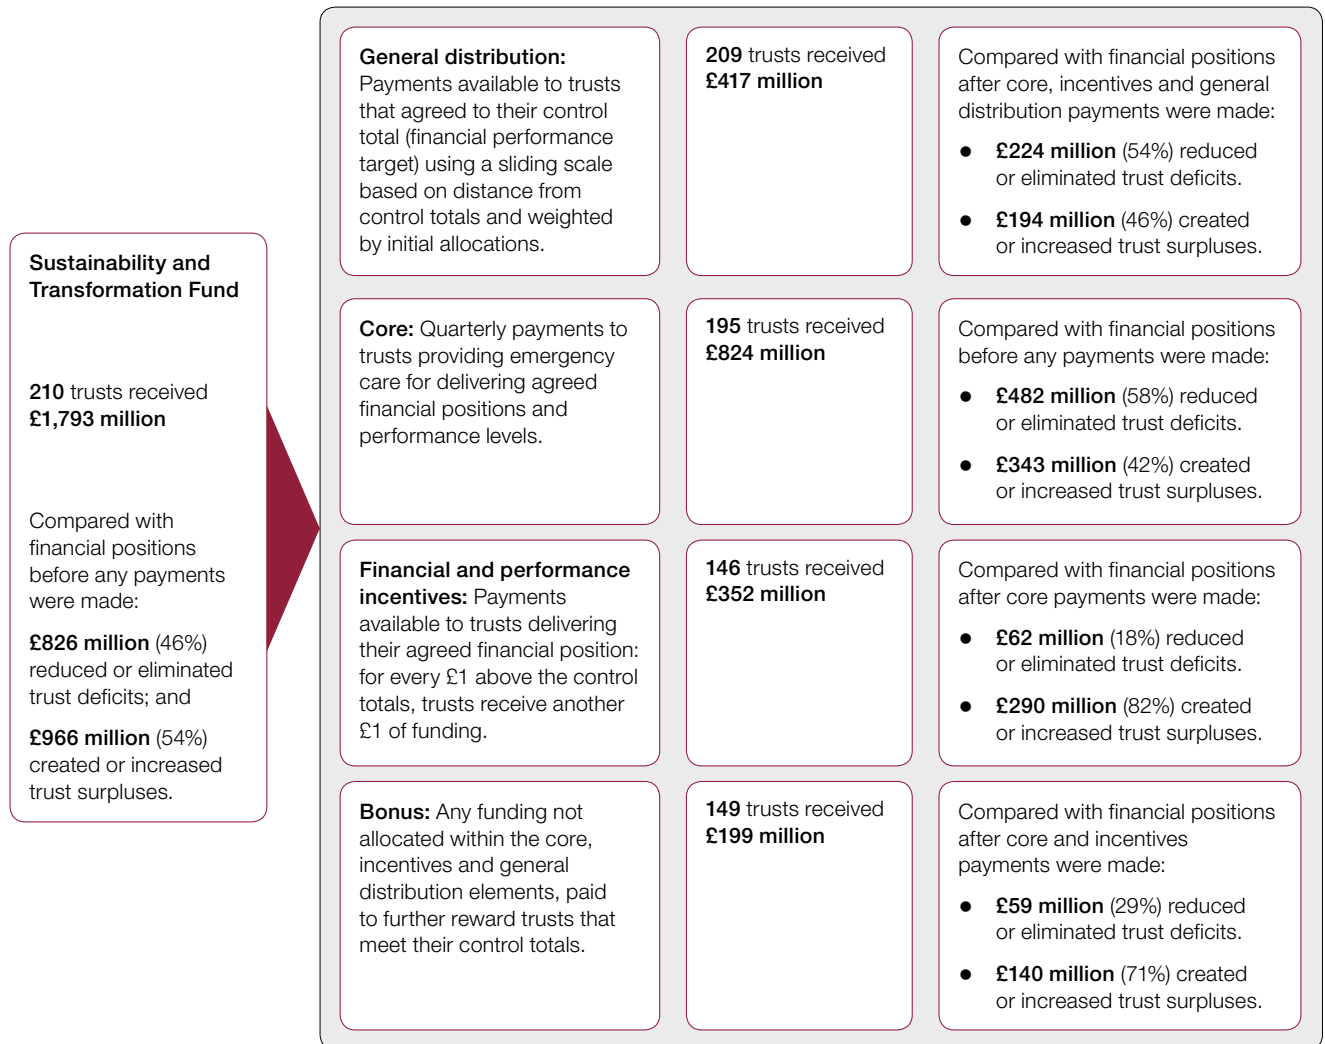 Sustainability and
Transformation Fund
210 trusts received
£1,793 million
Compared with
financial positions
before any payments
were made:
£826 million (46%)
reduced or eliminated
trust deficits; and
£966 million (54%)
created or increased
trust surpluses.
General distribution:
Payments available to trusts
that agreed to their control
total (financial performance
target) using a sliding scale
based on distance from
control totals and weighted
by initial allocations.
209 trusts received
£417 million
Compared with financial positions
after core, incentives and general
distribution payments were made:
● £224 million (54%) reduced
or eliminated trust deficits.
● £194 million (46%) created
or increased trust surpluses.
Core: Quarterly payments to
trusts providing emergency
care for delivering agreed
financial positions and
performance levels.
195 trusts received
£824 million
Compared with financial positions
before any payments were made:
● £482 million (58%) reduced
or eliminated trust deficits.
● £343 million (42%) created
or increased trust surpluses.
Financial and performance
incentives: Payments
available to trusts delivering
their agreed financial position:
for every £1 above the control
totals, trusts receive another
£1 of funding.
146 trusts received
£352 million
Compared with financial positions
after core payments were made:
● £62 million (18%) reduced
or eliminated trust deficits.
● £290 million (82%) created
or increased trust surpluses.
Bonus: Any funding not
allocated within the core,
incentives and general
distribution elements, paid
to further reward trusts that
meet their control totals.
149 trusts received
£199 million
Compared with financial positions
after core and incentives
payments were made:
● £59 million (29%) reduced
or eliminated trust deficits.
● £140 million (71%) created
or increased trust surpluses.